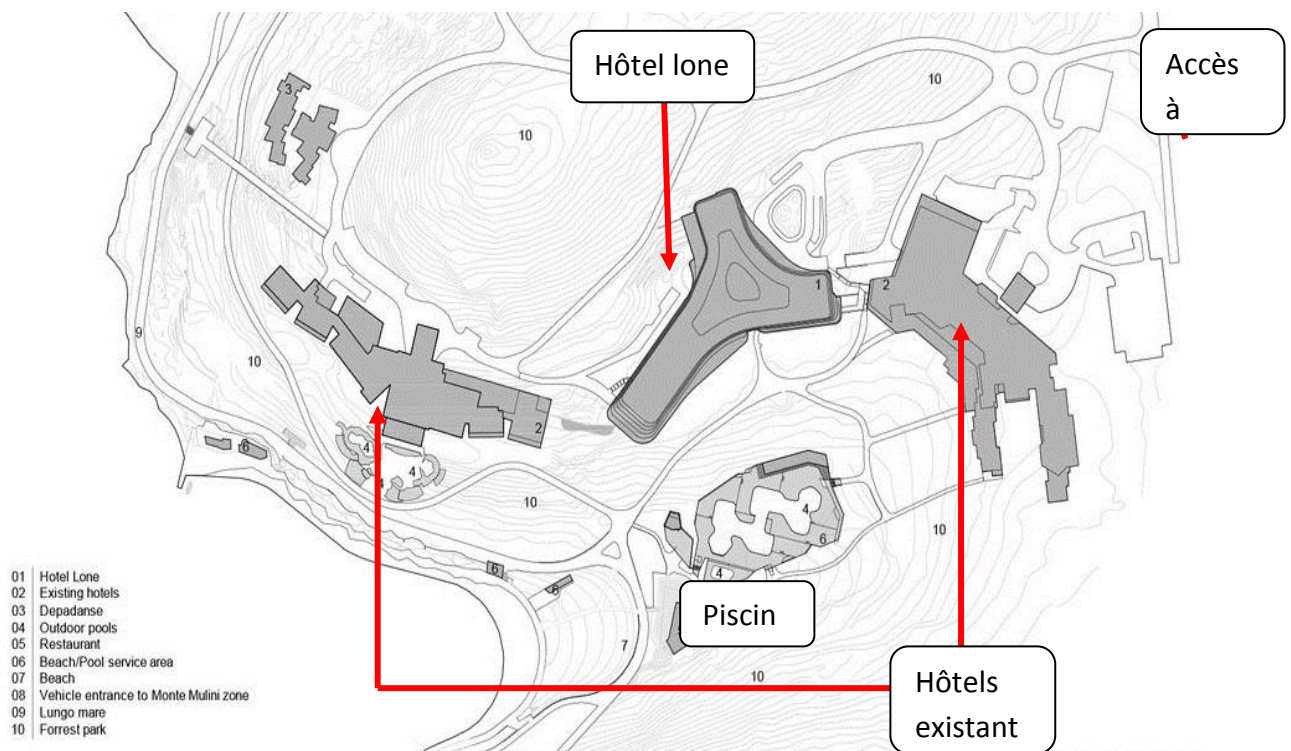 Hôtel lone
Accès
à
10
10
3
10
1
2
9
10
2
4
4
4
6
10
4
6
10
4
6
6
7
10
Piscin
Hôtels
existant
01 Hotel Lone
02 Existing hotels
03 Depadanse
04 Outdoor pools
05 Restaurant
06 Beach/Pool service area
07 Beach
08 Vehicle entrance to Monte Mulini zone
09 Lungo mare
10 Forrest park